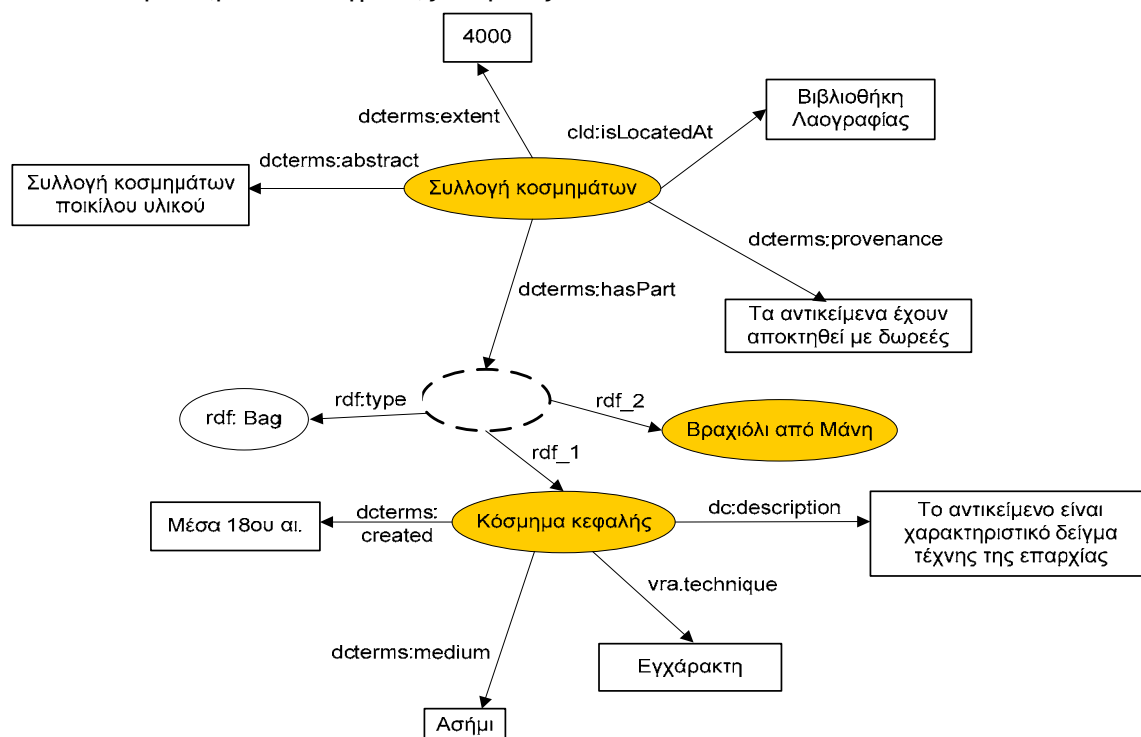 4000
dcterms:extent
cld:isLocatedAt
Βιβλιοθήκη
Λαογραφίας
dcterms:abstract
Συλλογή κοσμημάτων
ποικίλου υλικού
Συλλογή κοσμημάτων
dcterms:provenance
dcterms:hasPart
Τα αντικείμενα έχουν
αποκτηθεί με δωρεές
rdf: Bag
rdf:type
rdf_2
Βραχιόλι από Μάνη
rdf_1
Μέσα 18ου αι.
dcterms:
created
Κόσμημα κεφαλής
dc:description
Το αντικείμενο είναι
χαρακτηριστικό δείγμα
τέχνης της επαρχίας
vra.technique
dcterms:medium
Εγχάρακτη
Ασήμι